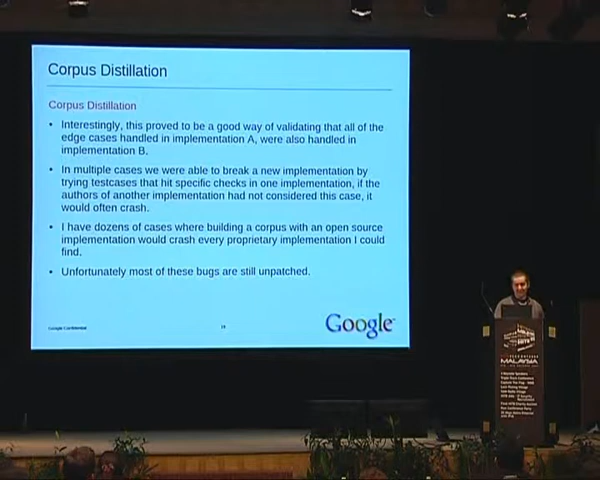 Corpus Distillation
Corpus Distillation
• Interestingly, this proved to be a good way of validating that all of the
edge cases handled in implementation A, were also handled in
implementation B.
• In multiple cases we were able to break a new implementation by
trying testcases that hit specific checks in one implementation, if the
authors of another implementation had not considered this case, it
would often crash.
• I have dozens of cases where building a corpus with an open source
implementation would crash every proprietary implementation I could
find.
• Unfortunately most of these bugs are still unpatched.
Google Confidential
Google
MALAYSIA